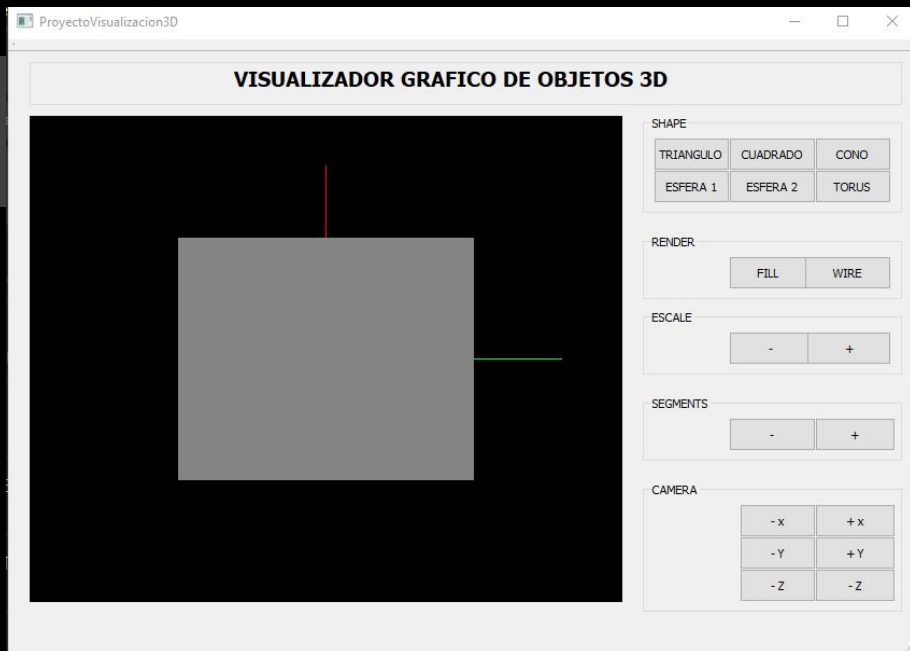 ProyectoVisualizacion3D
VISUALIZADOR GRAFICO DE OBJETOS 3D
SHAPE
TRIANGULO CUADRADO CONO
ESFERA 1 ESFERA 2 TORUS
RENDER
FILL WIRE
ESCALE
- +
SEGMENTS
- +
CAMERA
- x + x
- Y + Y
- Z - Z